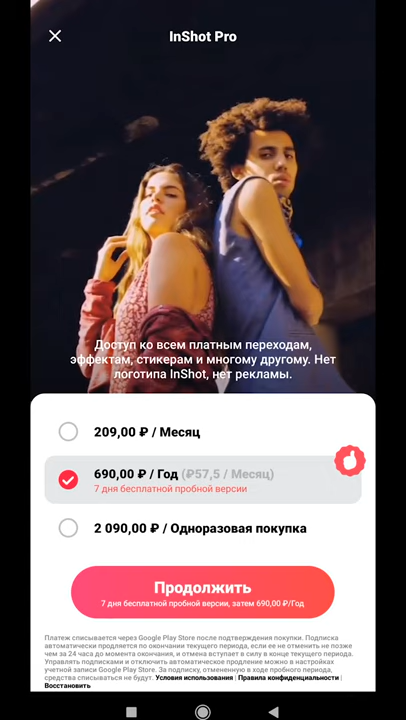 InShot Pro
Доступ ко всем платным переходам,
эффектам, стикерам и многому другому. Нет
логотипа InShot, нет рекламы.
209,00 ₽ / Месяц
690,00 ₽ / Год (₽57,5 / Месяц)
7 дня бесплатной пробной версии
2 090,00 ₽ / Одноразовая покупка
Продолжить
7 дня бесплатной пробной версии, затем 690,00 ₽/Год
Платеж списывается через Google Play Store после подтверждения покупки. Подписка
автоматически продляется по окончании текущего периода, если ее не отменить не позже
чем за 24 часа до момента окончания, и отмена вступает в силу в конце текущего периода.
Управлять подписками и отключить автоматическое продление можно в настройках
учетной записи Google Play Store. За подписку, отмененную в ходе пробного периода,
средства списываться не будут. Условия использования | Правила конфиденциальности |
Восстановить